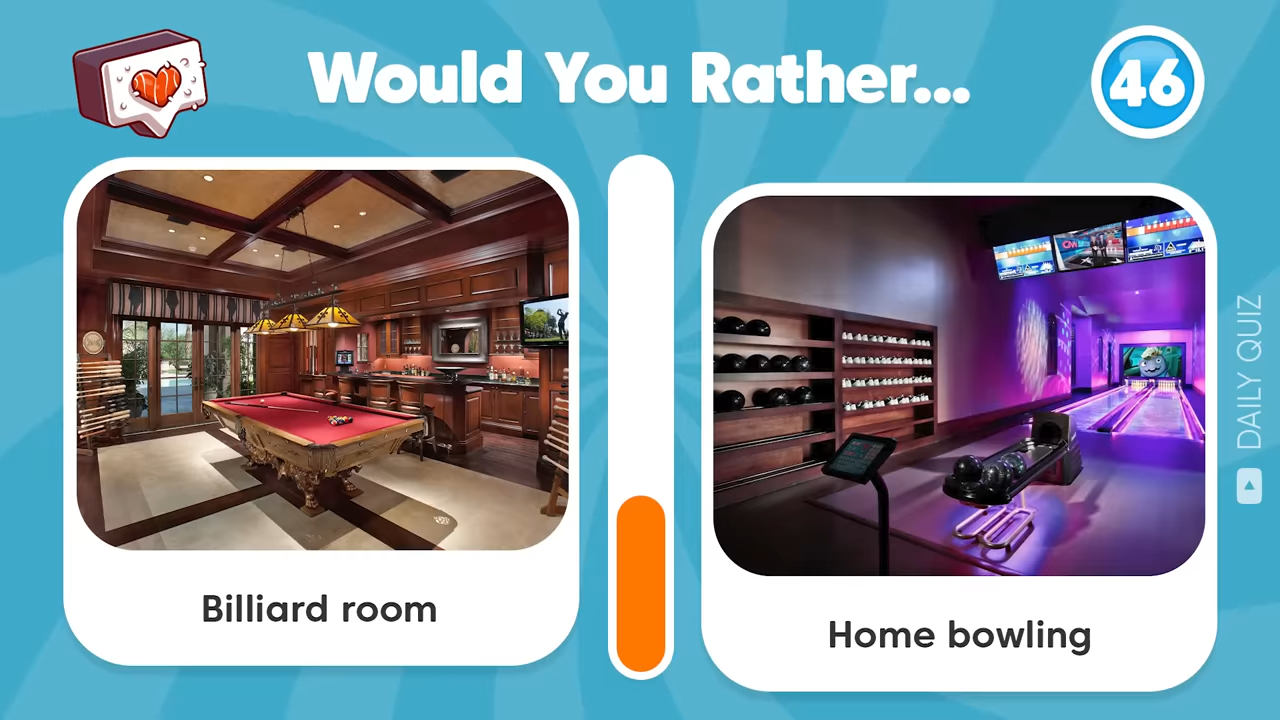 Would You Rather...
46
Billiard room
Home bowling
DAILY QUIZ